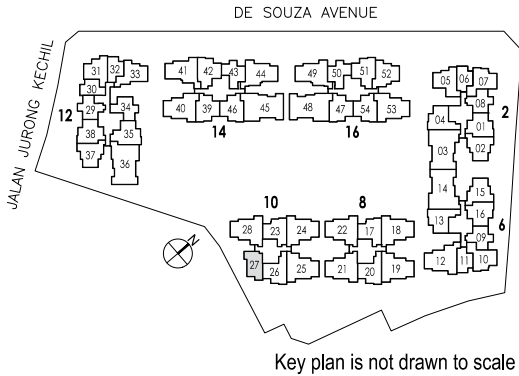 DE SOUZA AVENUE
JALAN JURONG KECHIL
31 32 33
30
29 34
12
38 35
37 36
41 42 43 44
40 39 46 45
14
49 50 51 52
48 47 54 53
16
05 06 07
08
04 01
2
03 02
14 15
13 16
6
09
12 11 10
10
28 23 24
27 26 25
8
22 17 18
21 20 19
N
Key plan is not drawn to scale